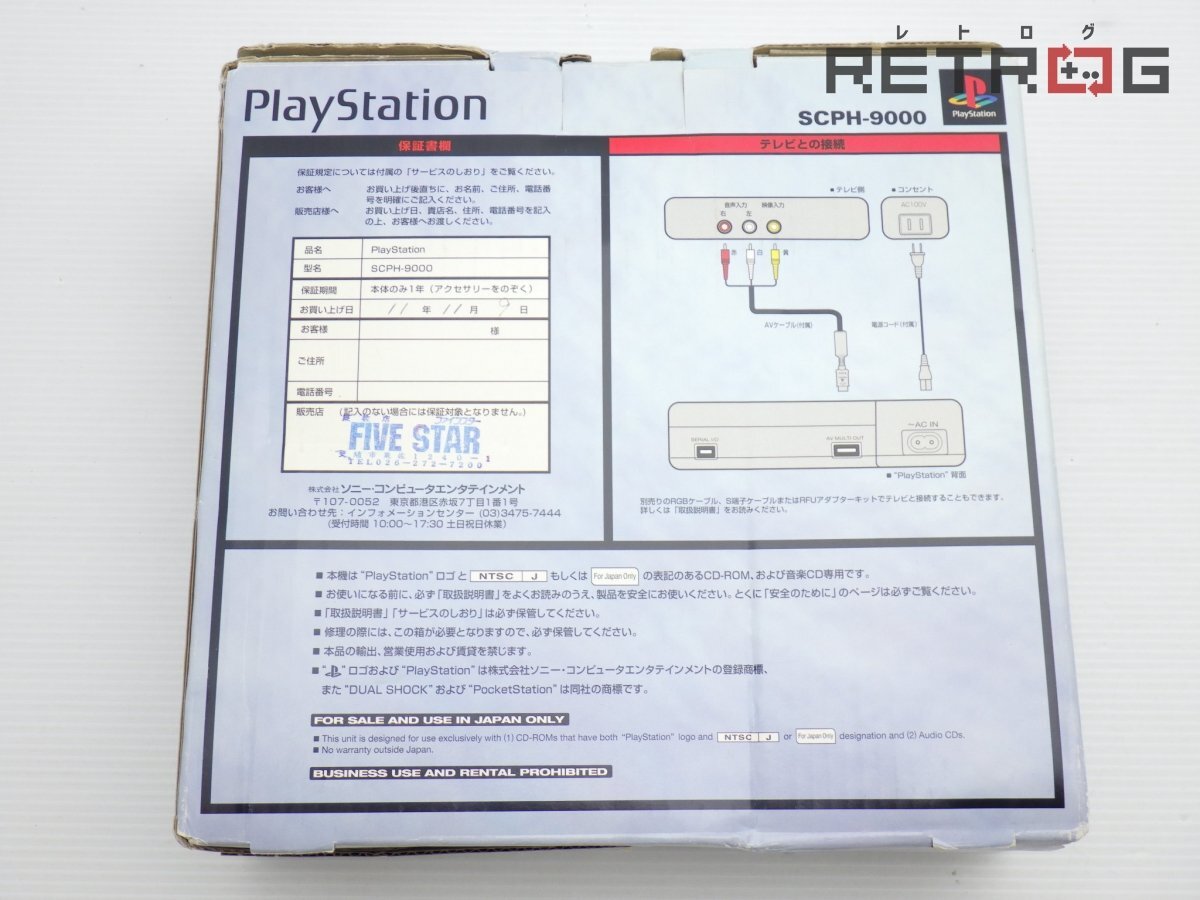 レトログ
RETROG
PlayStation
SCPH-9000
PlayStation
保証書欄
保証規定については付属の「サービスのしおり」をご覧ください。
お客様へ お買い上げ後直ちに、お名前、ご住所、電話番
号を明確にご記入ください。
販売店様へ お買い上げ日、貴店名、住所、電話番号を記入
の上、お客様へお渡しください。
品名 PlayStation
型名 SCPH-9000
保証期間 本体のみ1年(アクセサリーをのぞく)
お買い上げ日 11年 11月 9日
お客様 様
ご住所
電話番号
販売店 (記入のない場合には保証対象となりません。)
ファイブスター
FIVE STAR
TEL026-272-7200
株式会社 ソニー・コンピュータエンタテインメント
〒107-0052 東京都港区赤坂7丁目1番1号
お問い合わせ先:インフォメーションセンター (03)3475-7444
(受付時間 10:00〜17:30 土日祝日休業)
テレビとの接続
■テレビ側
■コンセント
音声入力 映像入力
右 左
AC100V
赤 白 黄
AVケーブル(付属)
電源コード(付属)
SERIAL I/O
AV MULTI OUT
〜AC IN
■"PlayStation"背面
別売りのRGBケーブル、S端子ケーブルまたはRFUアダプターキットでテレビと接続することもできます。
詳しくは「取扱説明書」をお読みください。
■本機は"PlayStation"ロゴと NTSC J もしくは For Japan Only の表記のあるCD-ROM、および音楽CD専用です。
■お使いになる前に、必ず「取扱説明書」をよくお読みのうえ、製品を安全にお使いください。とくに「安全のために」のページは必ずご覧ください。
■「取扱説明書」「サービスのしおり」は必ず保管してください。
■修理の際には、この箱が必要となりますので、必ず保管してください。
■本品の輸出、営業使用および賃貸を禁じます。
■" "ロゴおよび"PlayStation"は株式会社ソニー・コンピュータエンタテインメントの登録商標、
また"DUAL SHOCK"および"PocketStation"は同社の商標です。
FOR SALE AND USE IN JAPAN ONLY
■This unit is designed for use exclusively with (1) CD-ROMs that have both "PlayStation" logo and NTSC J or For Japan Only designation and (2) Audio CDs.
■No warranty outside Japan.
BUSINESS USE AND RENTAL PROHIBITED